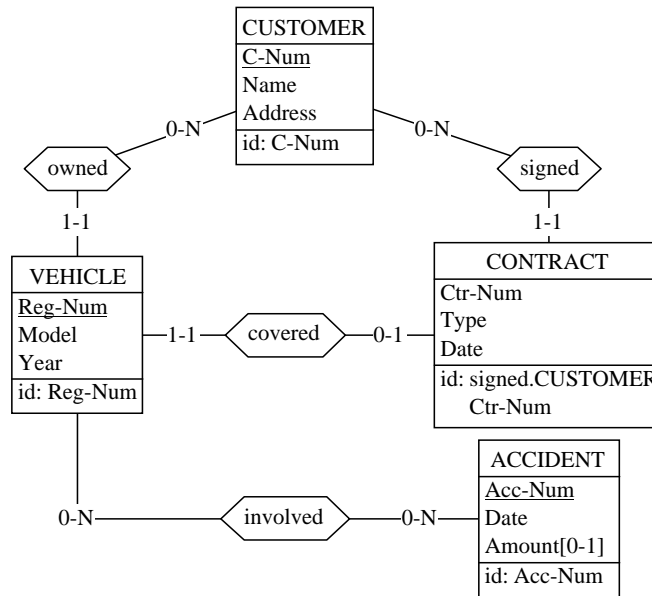 CUSTOMER
C-Num
Name
Address
id: C-Num
0-N
0-N
owned
signed
1-1
1-1
VEHICLE
Reg-Num
Model
Year
id: Reg-Num
1-1
covered
0-1
CONTRACT
Ctr-Num
Type
Date
id: signed.CUSTOMER
Ctr-Num
0-N
involved
0-N
ACCIDENT
Acc-Num
Date
Amount[0-1]
id: Acc-Num